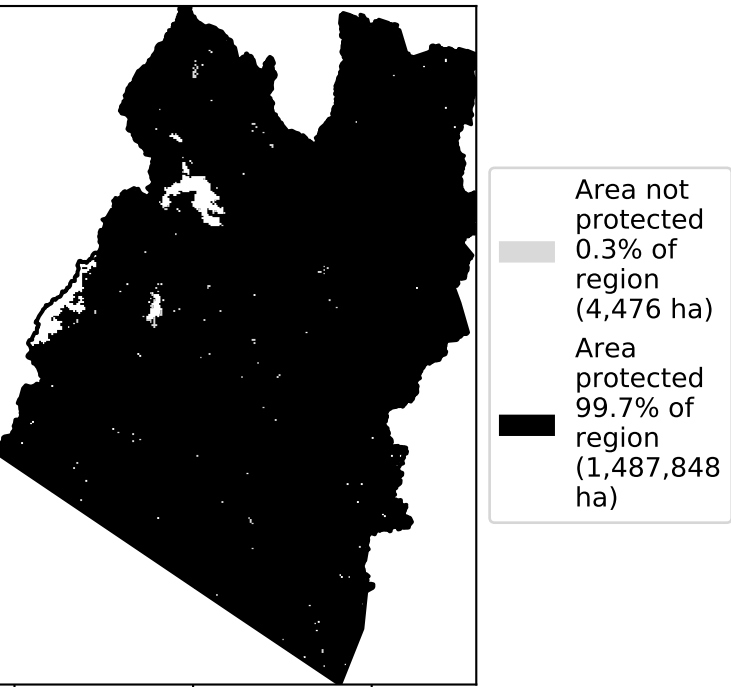 Area not
protected
0.3% of
region
(4,476 ha)
Area
protected
99.7% of
region
(1,487,848
ha)